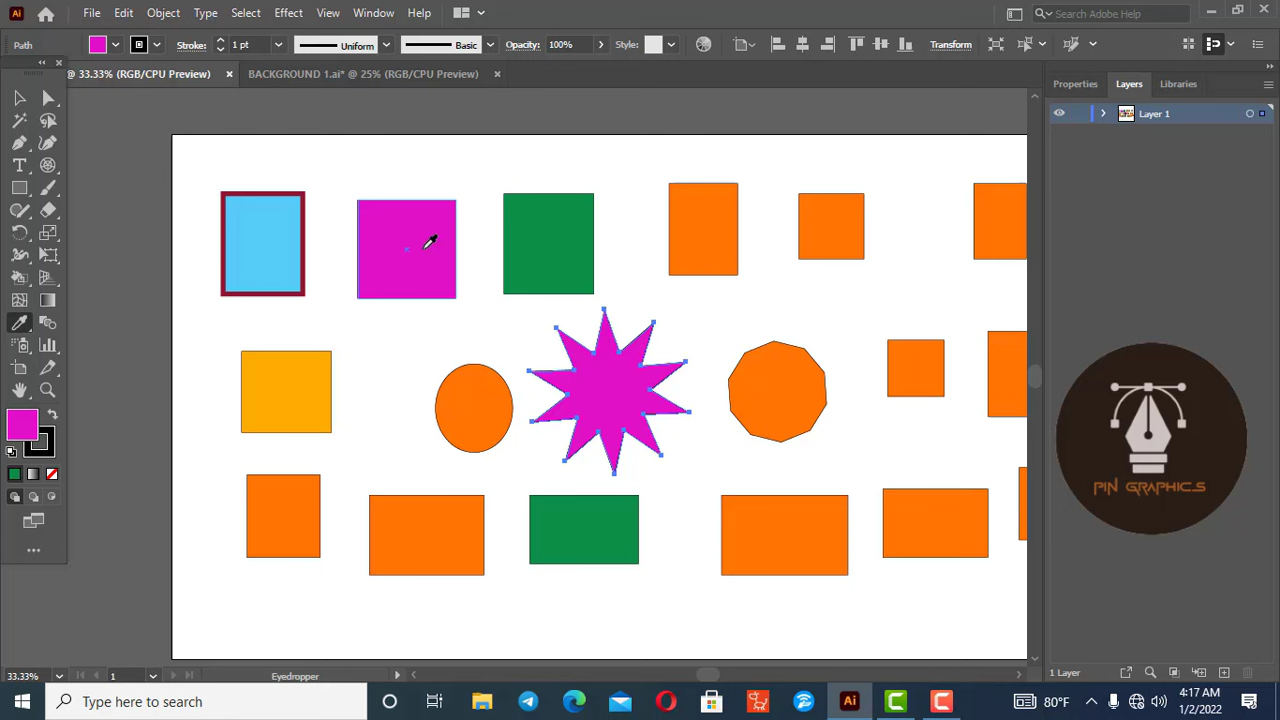 Ai File Edit Object Type Select Effect View Window Help Search Adobe Help
Path Stroke: 1 pt Uniform Basic Opacity: 100% Style: Transform
@ 33.33% (RGB/CPU Preview) × BACKGROUND 1.ai* @ 25% (RGB/CPU Preview) ×
Properties Layers Libraries
Layer 1
PIN GRAPHICS
33.33% 1 Eyedropper 1 Layer
Type here to search Ai 80°F 4:17 AM
1/2/2022